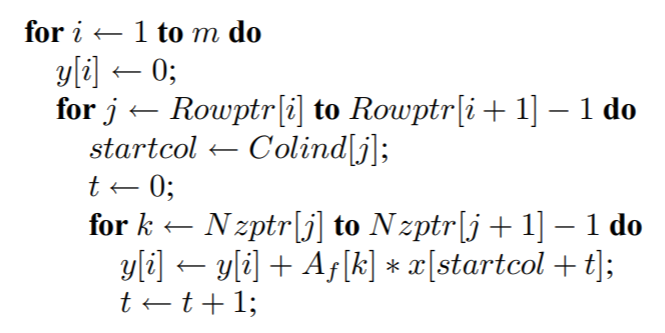 for i ← 1 to m do
y[i] ← 0;
for j ← Rowptr[i] to Rowptr[i + 1] − 1 do
startcol ← Colind[j];
t ← 0;
for k ← Nzptr[j] to Nzptr[j + 1] − 1 do
y[i] ← y[i] + A_f[k] ∗ x[startcol + t];
t ← t + 1;